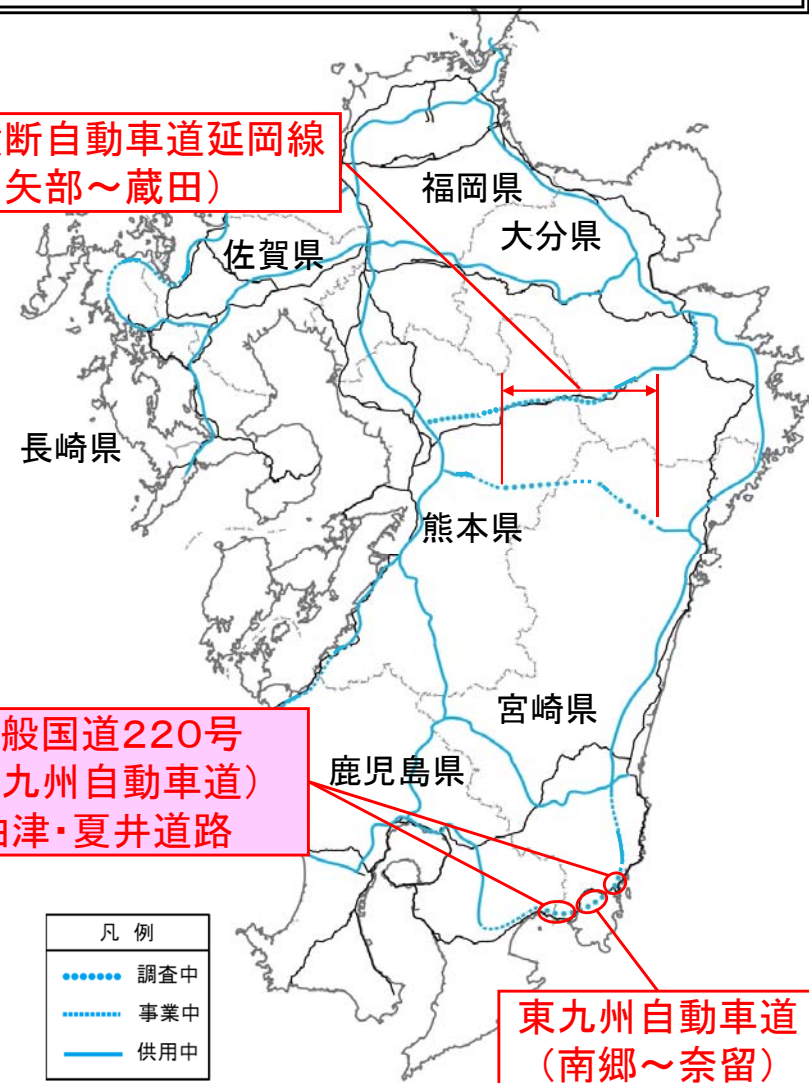 断自動車道延岡線
矢部～蔵田）
福岡県
大分県
佐賀県
長崎県
熊本県
宮崎県
般国道220号
九州自動車道）
津・夏井道路
鹿児島県
凡 例
調査中
事業中
供用中
東九州自動車道
（南郷～奈留）